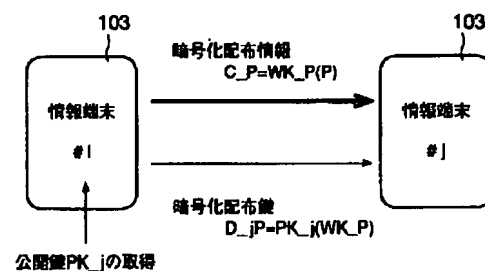 103
103
暗号化配布情報
C_P=WK_P(P)
情報端末
#i
情報端末
#j
暗号化配布鍵
D_jP=PK_j(WK_P)
公開鍵PK_jの取得